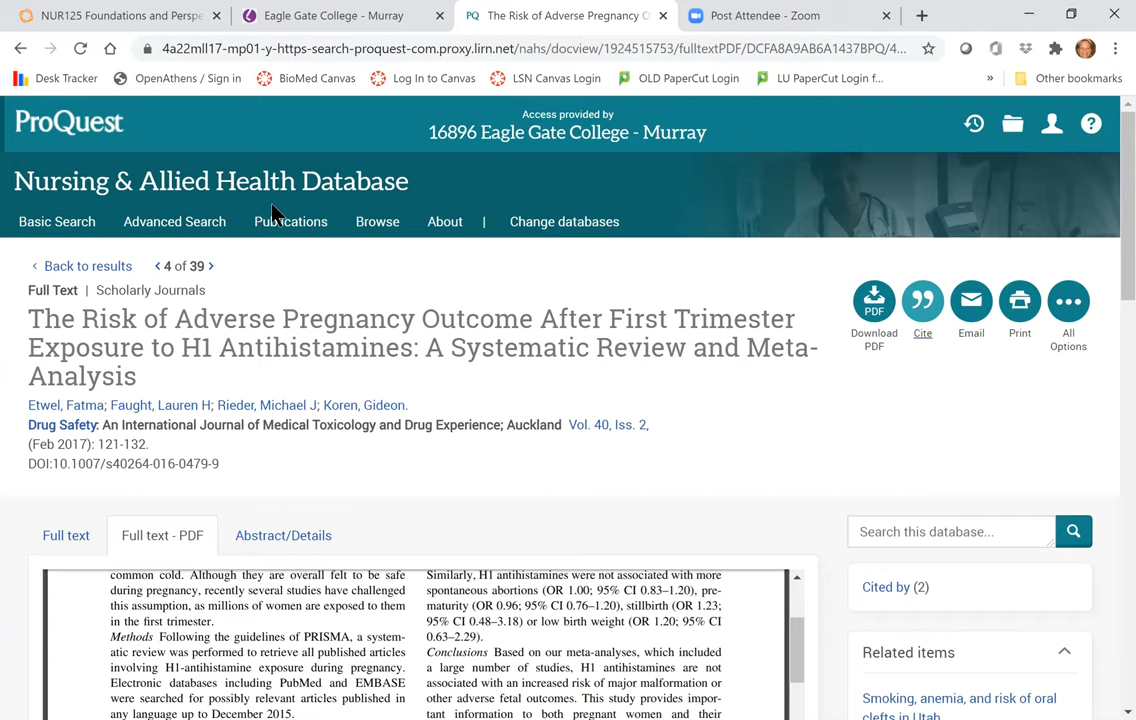 NUR125 Foundations and Perspe
Eagle Gate College - Murray
PQ The Risk of Adverse Pregnancy O
Post Attendee - Zoom
4a22mll17-mp01-y-https-search-proquest-com.proxy.lirn.net/nahs/docview/1924515753/fulltextPDF/DCFA8A9AB6A1437BPQ/4...
Desk Tracker
OpenAthens / Sign in
BioMed Canvas
Log In to Canvas
LSN Canvas Login
OLD PaperCut Login
LU PaperCut Login f...
»
Other bookmarks
ProQuest
Access provided by
16896 Eagle Gate College - Murray
Nursing & Allied Health Database
Basic Search Advanced Search Publications Browse About | Change databases
< Back to results < 4 of 39 >
Full Text | Scholarly Journals
The Risk of Adverse Pregnancy Outcome After First Trimester
Exposure to H1 Antihistamines: A Systematic Review and Meta-
Analysis
Etwel, Fatma; Faught, Lauren H; Rieder, Michael J; Koren, Gideon.
Drug Safety: An International Journal of Medical Toxicology and Drug Experience; Auckland Vol. 40, Iss. 2,
(Feb 2017): 121-132.
DOI:10.1007/s40264-016-0479-9
PDF
Download
PDF
Cite
Email
Print
All
Options
Full text
Full text - PDF
Abstract/Details
Search this database...
Cited by (2)
Related items
Smoking, anemia, and risk of oral
clefts in Utah
common cold. Although they are overall felt to be safe
during pregnancy, recently several studies have challenged
this assumption, as millions of women are exposed to them
in the first trimester.
Methods Following the guidelines of PRISMA, a system-
atic review was performed to retrieve all published articles
involving H1-antihistamine exposure during pregnancy.
Electronic databases including PubMed and EMBASE
were searched for possibly relevant articles published in
any language up to December 2015.
Similarly, H1 antihistamines were not associated with more
spontaneous abortions (OR 1.00; 95% CI 0.83–1.20), pre-
maturity (OR 0.96; 95% CI 0.76–1.20), stillbirth (OR 1.23;
95% CI 0.48–3.18) or low birth weight (OR 1.20; 95% CI
0.63–2.29).
Conclusions Based on our meta-analyses, which included
a large number of studies, H1 antihistamines are not
associated with an increased risk of major malformation or
other adverse fetal outcomes. This study provides impor-
tant information to both pregnant women and their